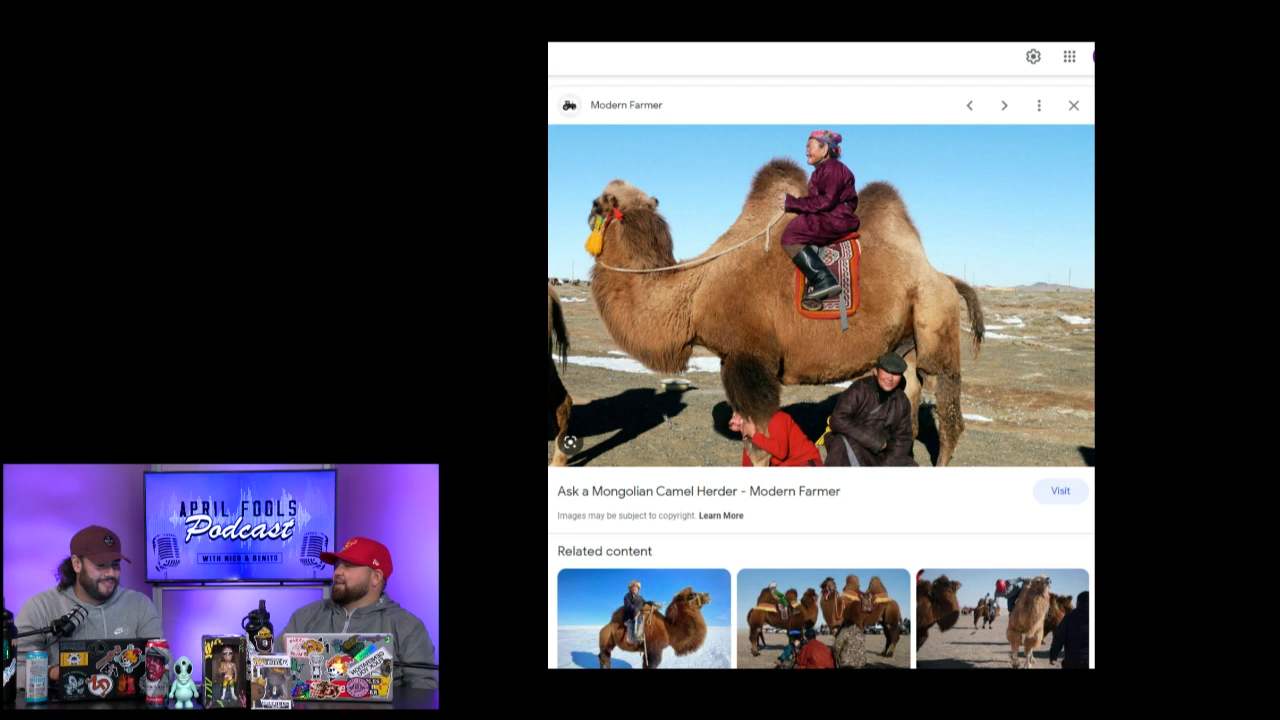 Modern Farmer
Ask a Mongolian Camel Herder - Modern Farmer
Visit
Images may be subject to copyright. Learn More
Related content
APRIL FOOLS
Podcast
WITH NICO & BENITO